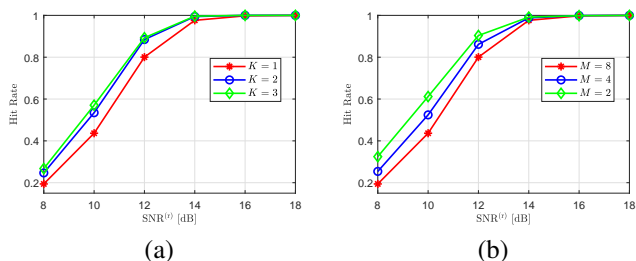 1
0.8
0.6
0.4
0.2
Hit Rate
8 10 12 14 16 18
SNR^(r) [dB]
K = 1
K = 2
K = 3
(a)
1
0.8
0.6
0.4
0.2
Hit Rate
8 10 12 14 16 18
SNR^(r) [dB]
M = 8
M = 4
M = 2
(b)